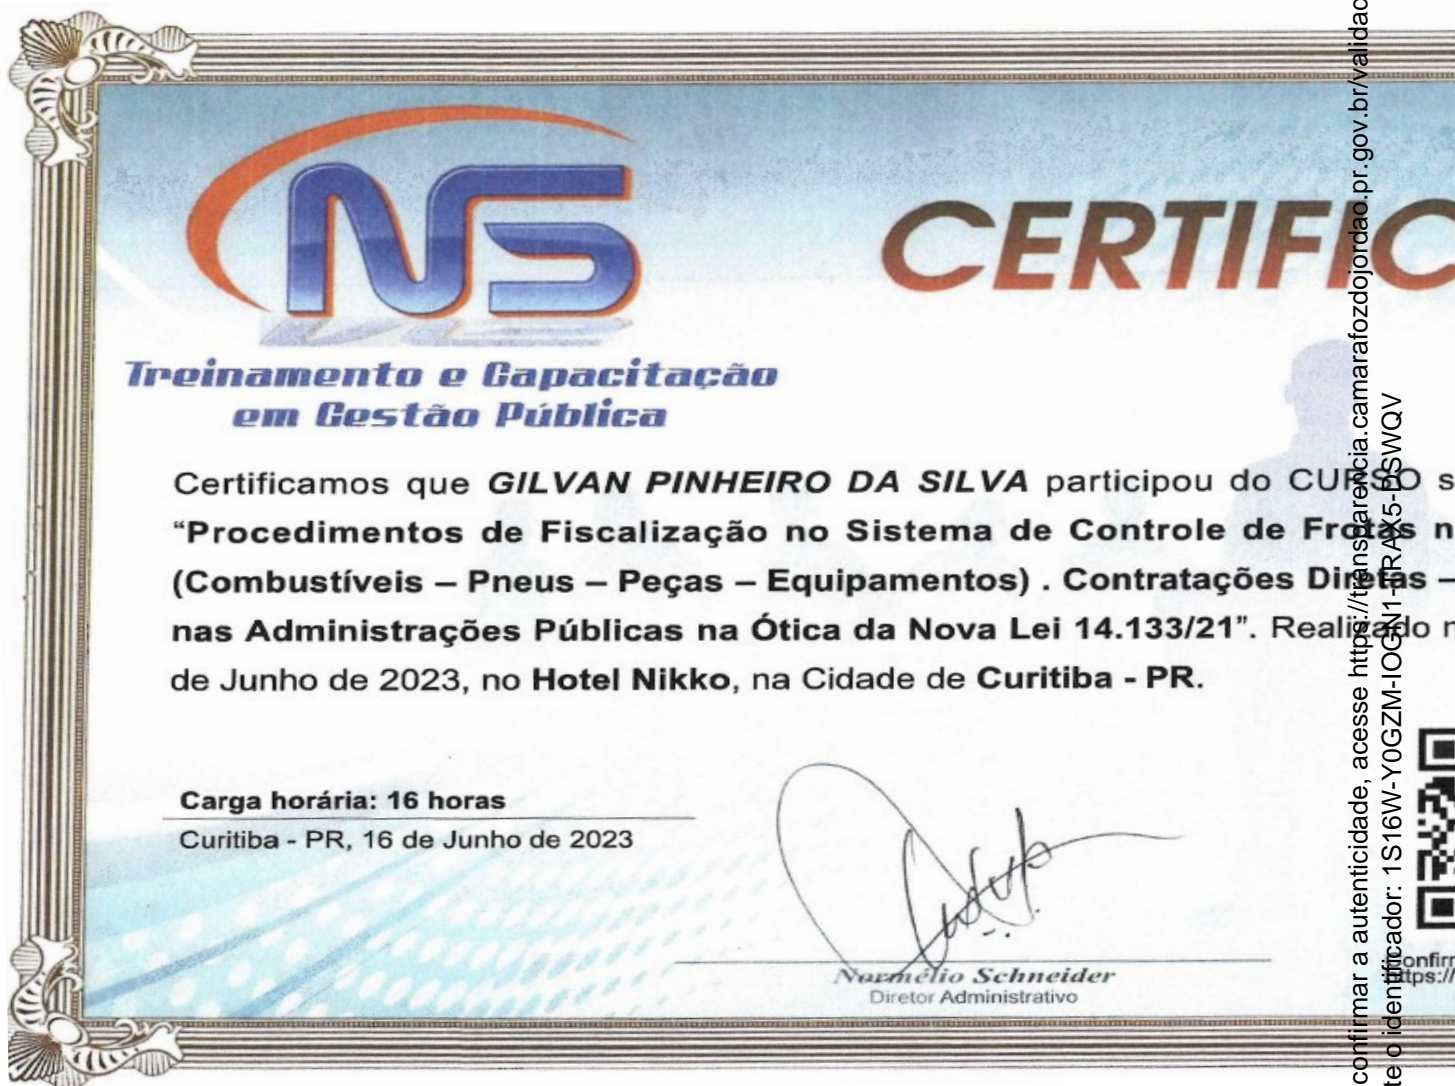 NS
CERTIFIC
Treinamento e Capacitação
em Gestão Pública
Certificamos que GILVAN PINHEIRO DA SILVA participou do CURSO s
“Procedimentos de Fiscalização no Sistema de Controle de Frotas n
(Combustíveis – Pneus – Peças – Equipamentos) . Contratações Diretas –
nas Administrações Públicas na Ótica da Nova Lei 14.133/21”. Realizado n
de Junho de 2023, no Hotel Nikko, na Cidade de Curitiba - PR.
Carga horária: 16 horas
Curitiba - PR, 16 de Junho de 2023
Normélio Schneider
Diretor Administrativo
onfirm
https://
confirmar a autenticidade, acesse https://transparencia.camarafozdojordao.pr.gov.br/validac
te o identificador: 1S16W-Y0GZM-IOGN1-